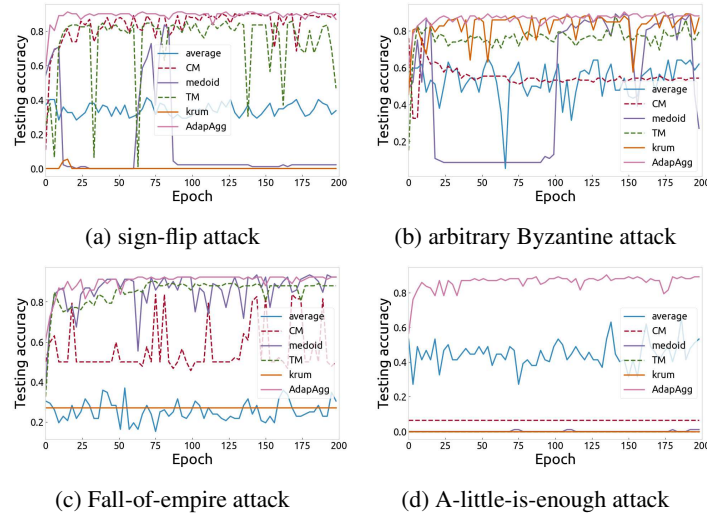 Testing accuracy
0.8
0.6
0.4
0.2
0.0
average
CM
medoid
TM
krum
AdapAgg
0 25 50 75 100 125 150 175 200
Epoch
(a) sign-flip attack
Testing accuracy
0.8
0.6
0.4
0.2
average
CM
medoid
TM
krum
AdapAgg
0 25 50 75 100 125 150 175 200
Epoch
(b) arbitrary Byzantine attack
Testing accuracy
0.8
0.6
0.4
0.2
average
CM
medoid
TM
krum
AdapAgg
0 25 50 75 100 125 150 175 200
Epoch
(c) Fall-of-empire attack
Testing accuracy
0.8
0.6
0.4
0.2
0.0
average
CM
medoid
TM
krum
AdapAgg
0 25 50 75 100 125 150 175 200
Epoch
(d) A-little-is-enough attack